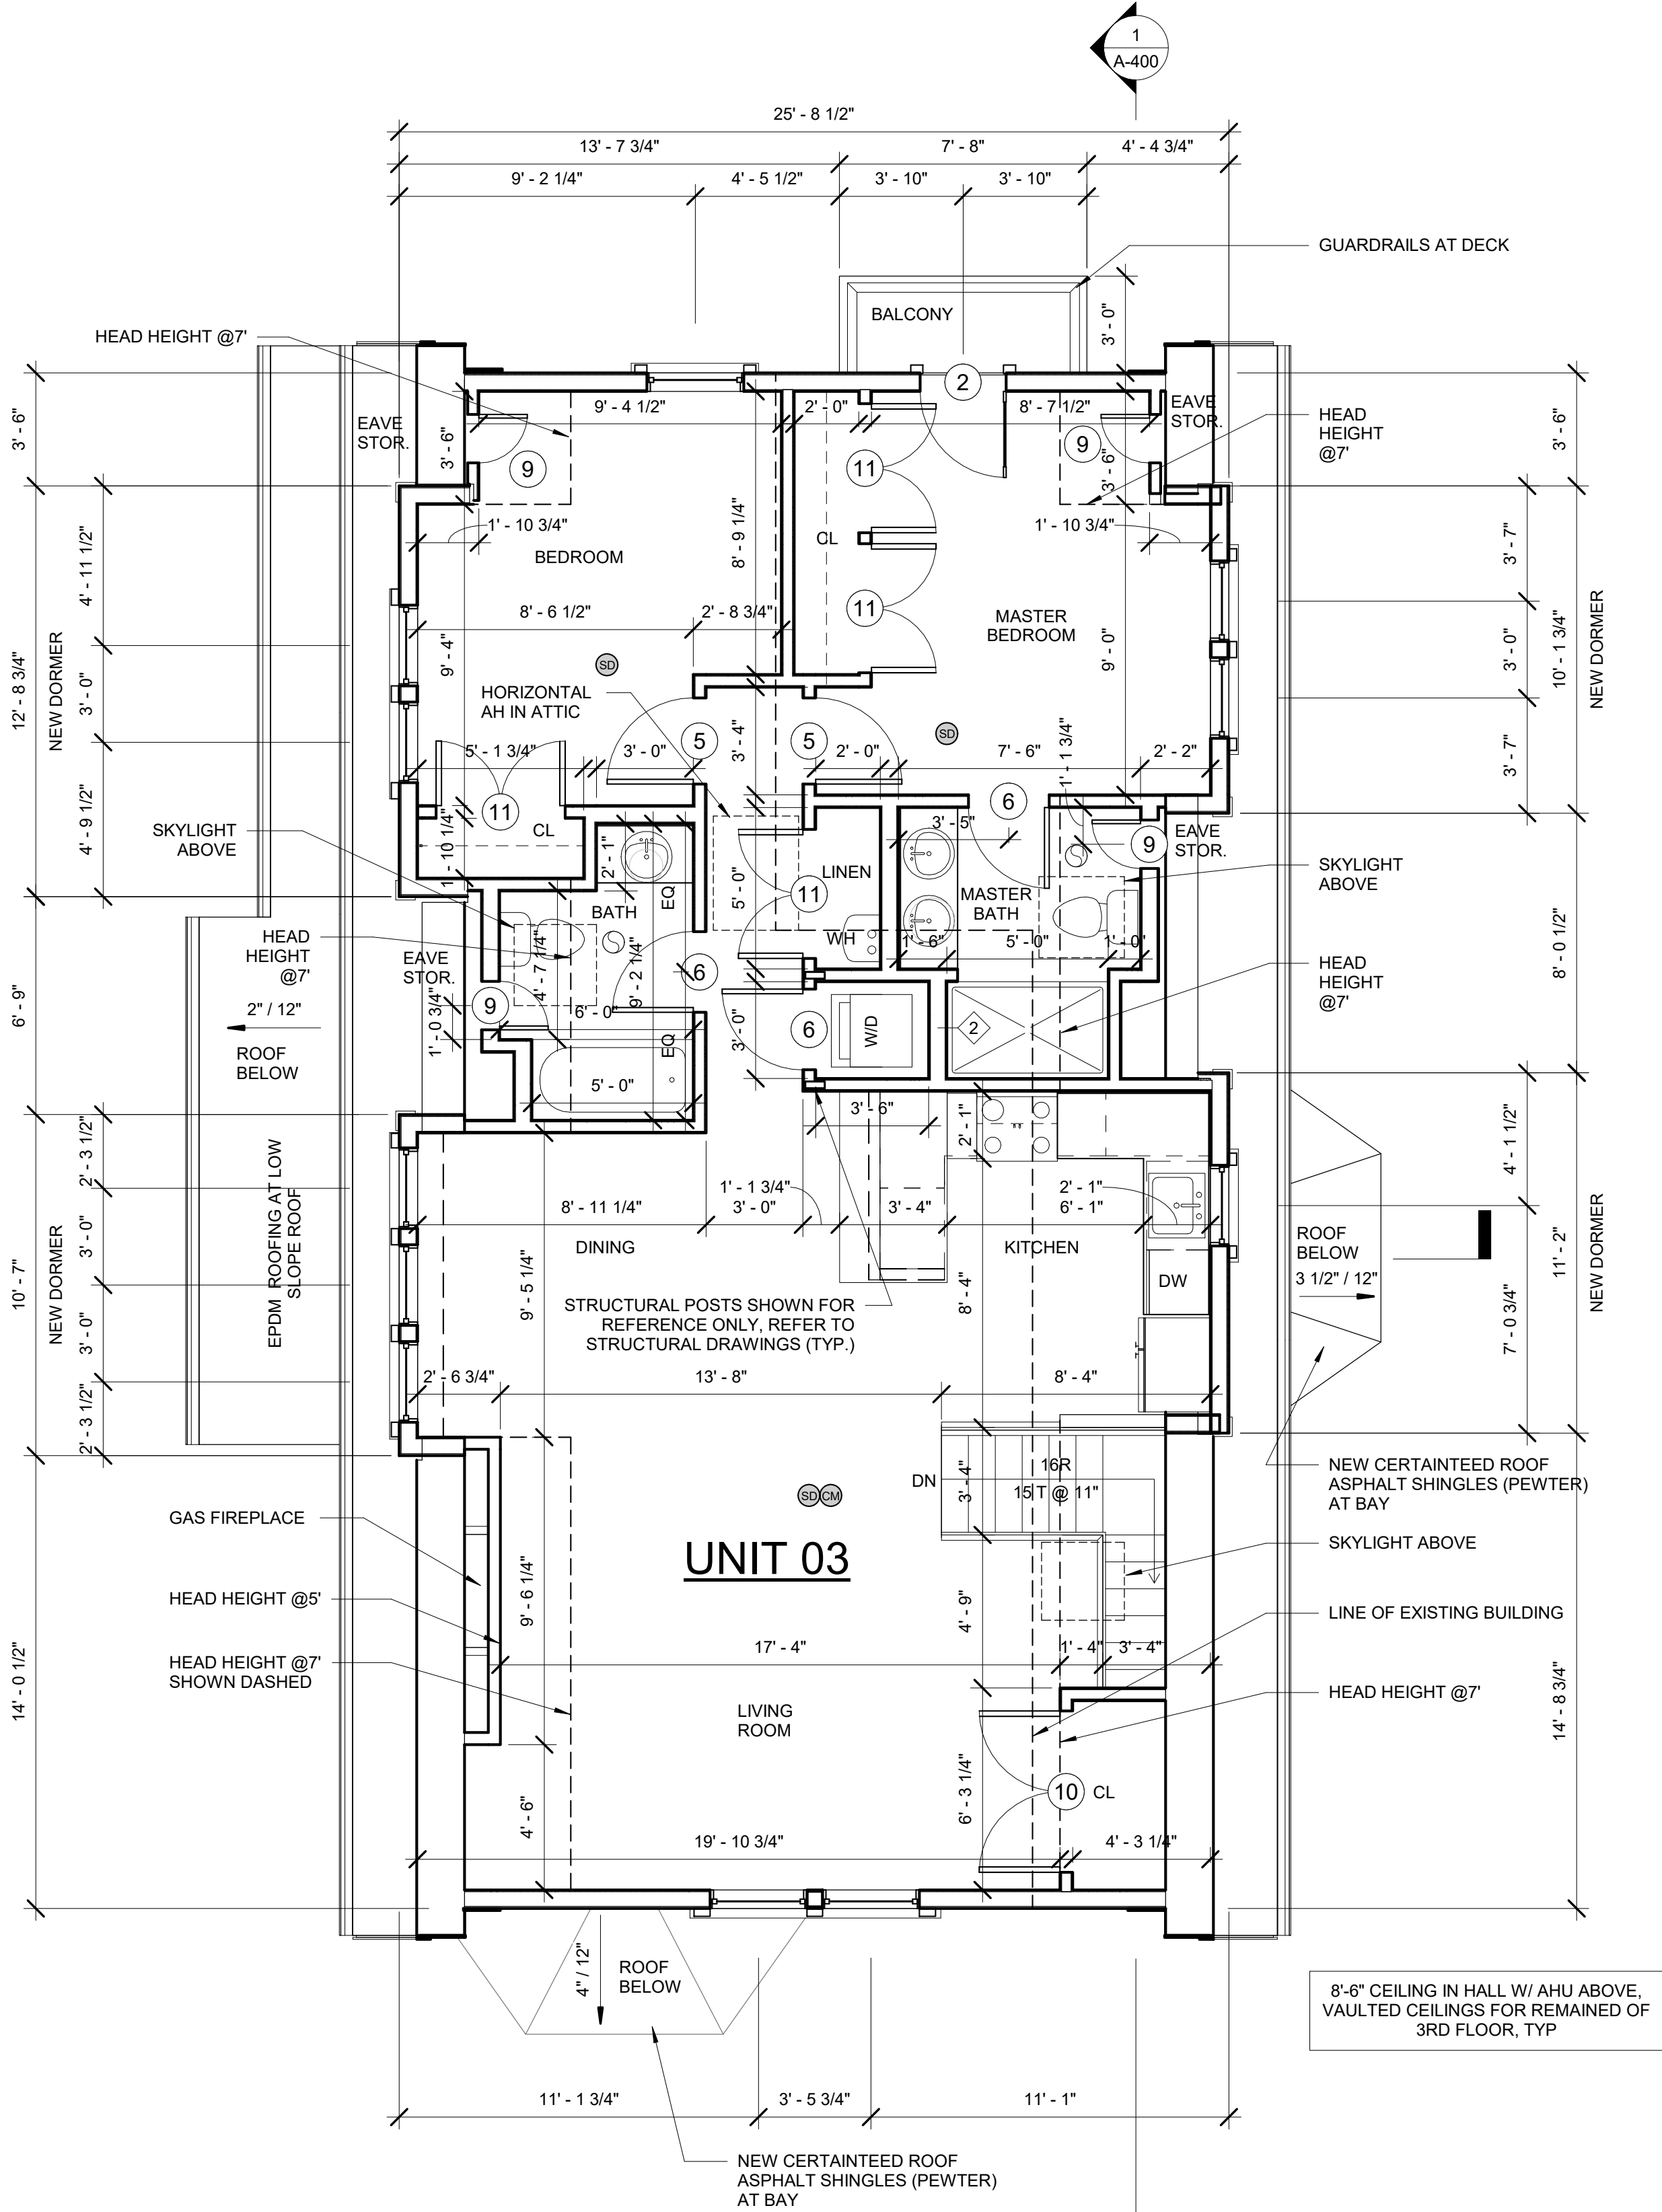 1
A-400
25' - 8 1/2"
13' - 7 3/4"
7' - 8"
4' - 4 3/4"
9' - 2 1/4"
4' - 5 1/2"
3' - 10"
3' - 10"
GUARDRAILS AT DECK
BALCONY
3' - 0"
HEAD HEIGHT @7'
2
9' - 4 1/2"
2' - 0"
8' - 7 1/2"
EAVE
STOR.
EAVE
STOR.
HEAD
HEIGHT
@7'
3' - 6"
3' - 6"
3' - 6"
3' - 6"
9
11
9
1' - 10 3/4"
8' - 9 1/4"
CL
1' - 10 3/4"
BEDROOM
4' - 11 1/2"
3' - 7"
11
8' - 6 1/2"
2' - 8 3/4"
MASTER
BEDROOM
9' - 4"
9' - 0"
NEW DORMER
12' - 8 3/4"
3' - 0"
3' - 0"
10' - 1 3/4"
NEW DORMER
SD
HORIZONTAL
AH IN ATTIC
5' - 1 3/4"
3' - 0"
5
3' - 4"
5
2' - 0"
SD
7' - 6"
1' - 1 3/4"
2' - 2"
3' - 7"
4' - 9 1/2"
11
CL
1' - 10 1/4"
6
3' - 5"
9
EAVE
STOR.
SKYLIGHT
ABOVE
2' - 1"
EQ
LINEN
11
5' - 0"
SKYLIGHT
ABOVE
BATH
MASTER
BATH
WH
1' - 6"
5' - 0"
1' - 0"
HEAD
HEIGHT
@7'
EAVE
STOR.
4' - 7 1/4"
9' - 2 1/4"
6
8' - 0 1/2"
HEAD
HEIGHT
@7'
6' - 9"
2" / 12"
9
1' - 0 3/4"
6' - 0"
EQ
3' - 0"
6
W/D
2
ROOF
BELOW
5' - 0"
3' - 6"
2' - 1"
2' - 3 1/2"
4' - 1 1/2"
EPDM ROOFING AT LOW
SLOPE ROOF
8' - 11 1/4"
1' - 1 3/4"
3' - 0"
3' - 4"
2' - 1"
6' - 1"
DINING
KITCHEN
3' - 0"
ROOF
BELOW
3 1/2" / 12"
NEW DORMER
10' - 7"
9' - 5 1/4"
8' - 4"
DW
11' - 2"
NEW DORMER
STRUCTURAL POSTS SHOWN FOR
REFERENCE ONLY, REFER TO
STRUCTURAL DRAWINGS (TYP.)
3' - 0"
7' - 0 3/4"
2' - 6 3/4"
13' - 8"
8' - 4"
2' - 3 1/2"
DN
3' - 4"
16R
15 T @ 11"
NEW CERTAINTEED ROOF
ASPHALT SHINGLES (PEWTER)
AT BAY
SD
CM
GAS FIREPLACE
UNIT 03
SKYLIGHT ABOVE
HEAD HEIGHT @5'
9' - 6 1/4"
4' - 9"
LINE OF EXISTING BUILDING
17' - 4"
1' - 4"
3' - 4"
HEAD HEIGHT @7'
SHOWN DASHED
14' - 0 1/2"
HEAD HEIGHT @7'
14' - 8 3/4"
LIVING
ROOM
10
CL
4' - 6"
6' - 3 1/4"
19' - 10 3/4"
4' - 3 1/4"
4" / 12"
ROOF
BELOW
8'-6" CEILING IN HALL W/ AHU ABOVE,
VAULTED CEILINGS FOR REMAINED OF
3RD FLOOR, TYP
11' - 1 3/4"
3' - 5 3/4"
11' - 1"
NEW CERTAINTEED ROOF
ASPHALT SHINGLES (PEWTER)
AT BAY